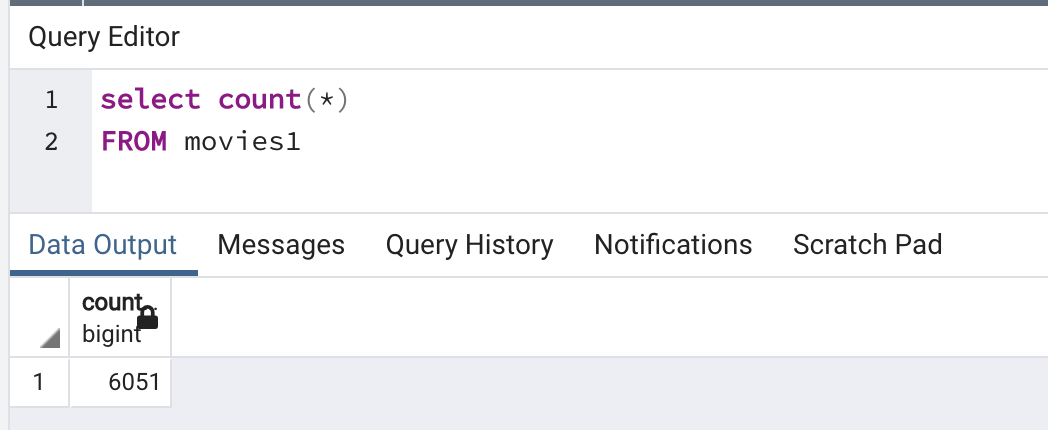 Query Editor
1 select count(*)
2 FROM movies1
Data Output Messages Query History Notifications Scratch Pad
count
bigint
1 6051